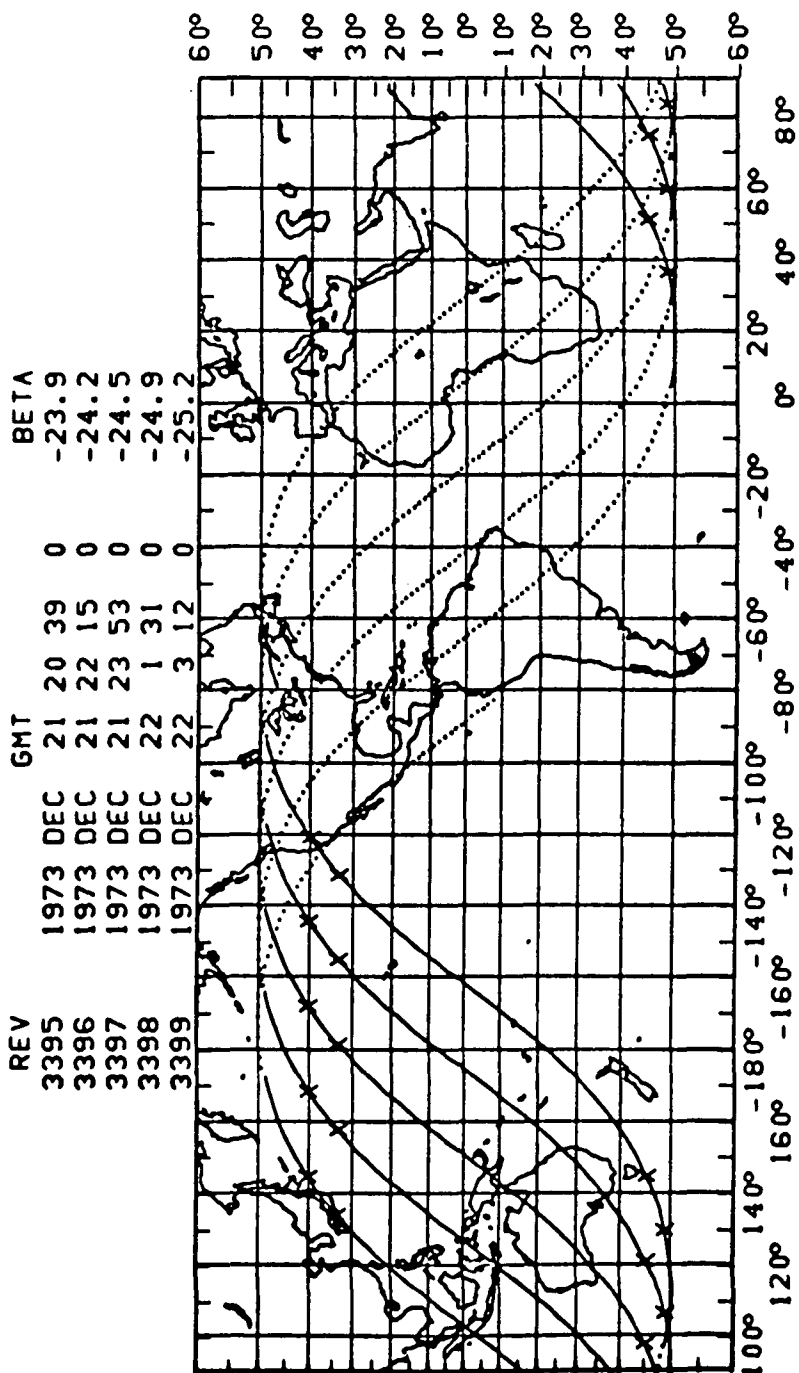 REV GMT BETA
3395 1973 DEC 21 20 39 0 -23.9
3396 1973 DEC 21 22 15 0 -24.2
3397 1973 DEC 21 23 53 0 -24.5
3398 1973 DEC 22 1 31 0 -24.9
3399 1973 DEC 22 3 12 0 -25.2
60°
50°
40°
30°
20°
10°
0°
10°
20°
30°
40°
50°
60°
100° 120° 140° 160° -180° -160° -140° -120° -100° -80° -60° -40° -20° 0° 20° 40° 60° 80°